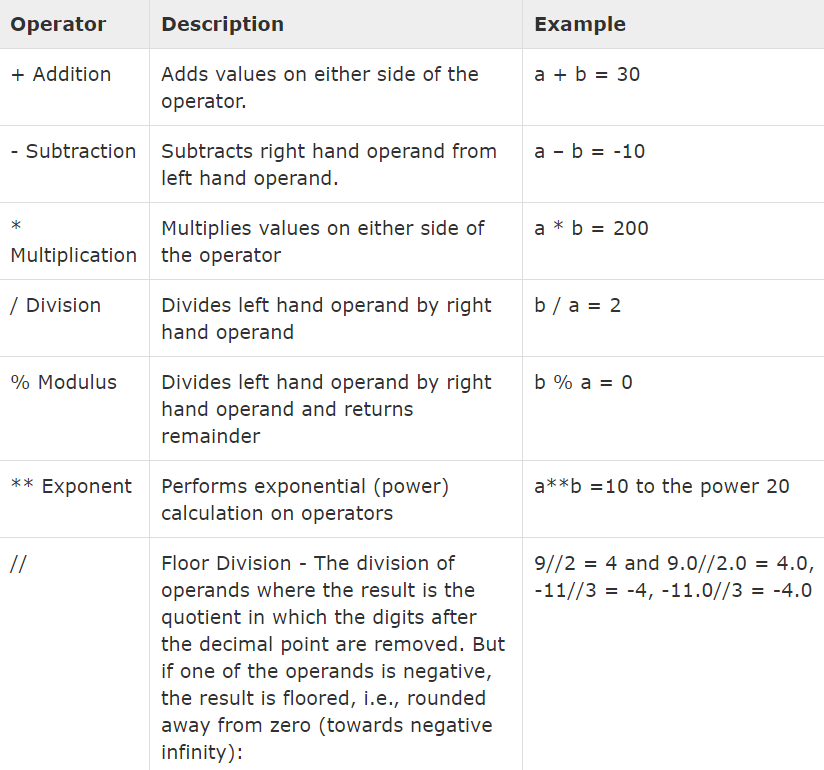 Operator Description Example
+ Addition Adds values on either side of the a + b = 30
operator.
- Subtraction Subtracts right hand operand from a – b = -10
left hand operand.
* Multiplies values on either side of a * b = 200
Multiplication the operator
/ Division Divides left hand operand by right b / a = 2
hand operand
% Modulus Divides left hand operand by right b % a = 0
hand operand and returns
remainder
** Exponent Performs exponential (power) a**b =10 to the power 20
calculation on operators
// Floor Division - The division of 9//2 = 4 and 9.0//2.0 = 4.0,
operands where the result is the -11//3 = -4, -11.0//3 = -4.0
quotient in which the digits after
the decimal point are removed. But
if one of the operands is negative,
the result is floored, i.e., rounded
away from zero (towards negative
infinity):